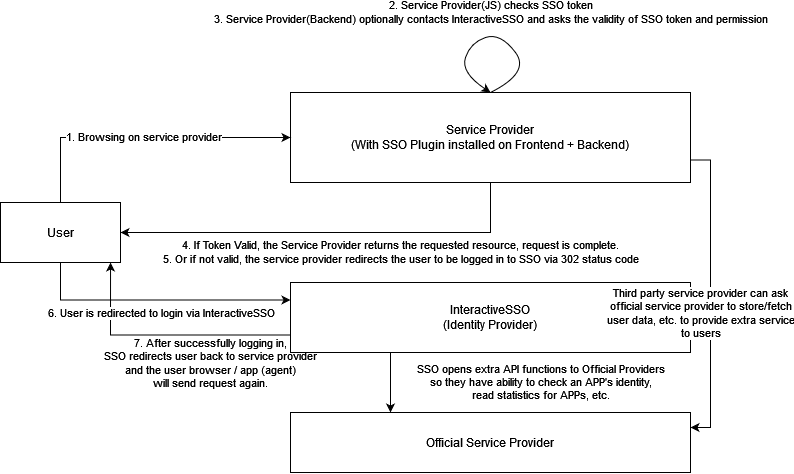 2. Service Provider(JS) checks SSO token
3. Service Provider(Backend) optionally contacts InteractiveSSO and asks the validity of SSO token and permission
1. Browsing on service provider
Service Provider
(With SSO Plugin installed on Frontend + Backend)
User
4. If Token Valid, the Service Provider returns the requested resource, request is complete.
5. Or if not valid, the service provider redirects the user to be logged in to SSO via 302 status code
6. User is redirected to login via InteractiveSSO
InteractiveSSO
(Identity Provider)
Third party service provider can ask
official service provider to store/fetch
user data, etc. to provide extra service
to users
7. After successfully logging in,
SSO redirects user back to service provider
and the user browser / app (agent)
will send request again.
SSO opens extra API functions to Official Providers
so they have ability to check an APP's identity,
read statistics for APPs, etc.
Official Service Provider